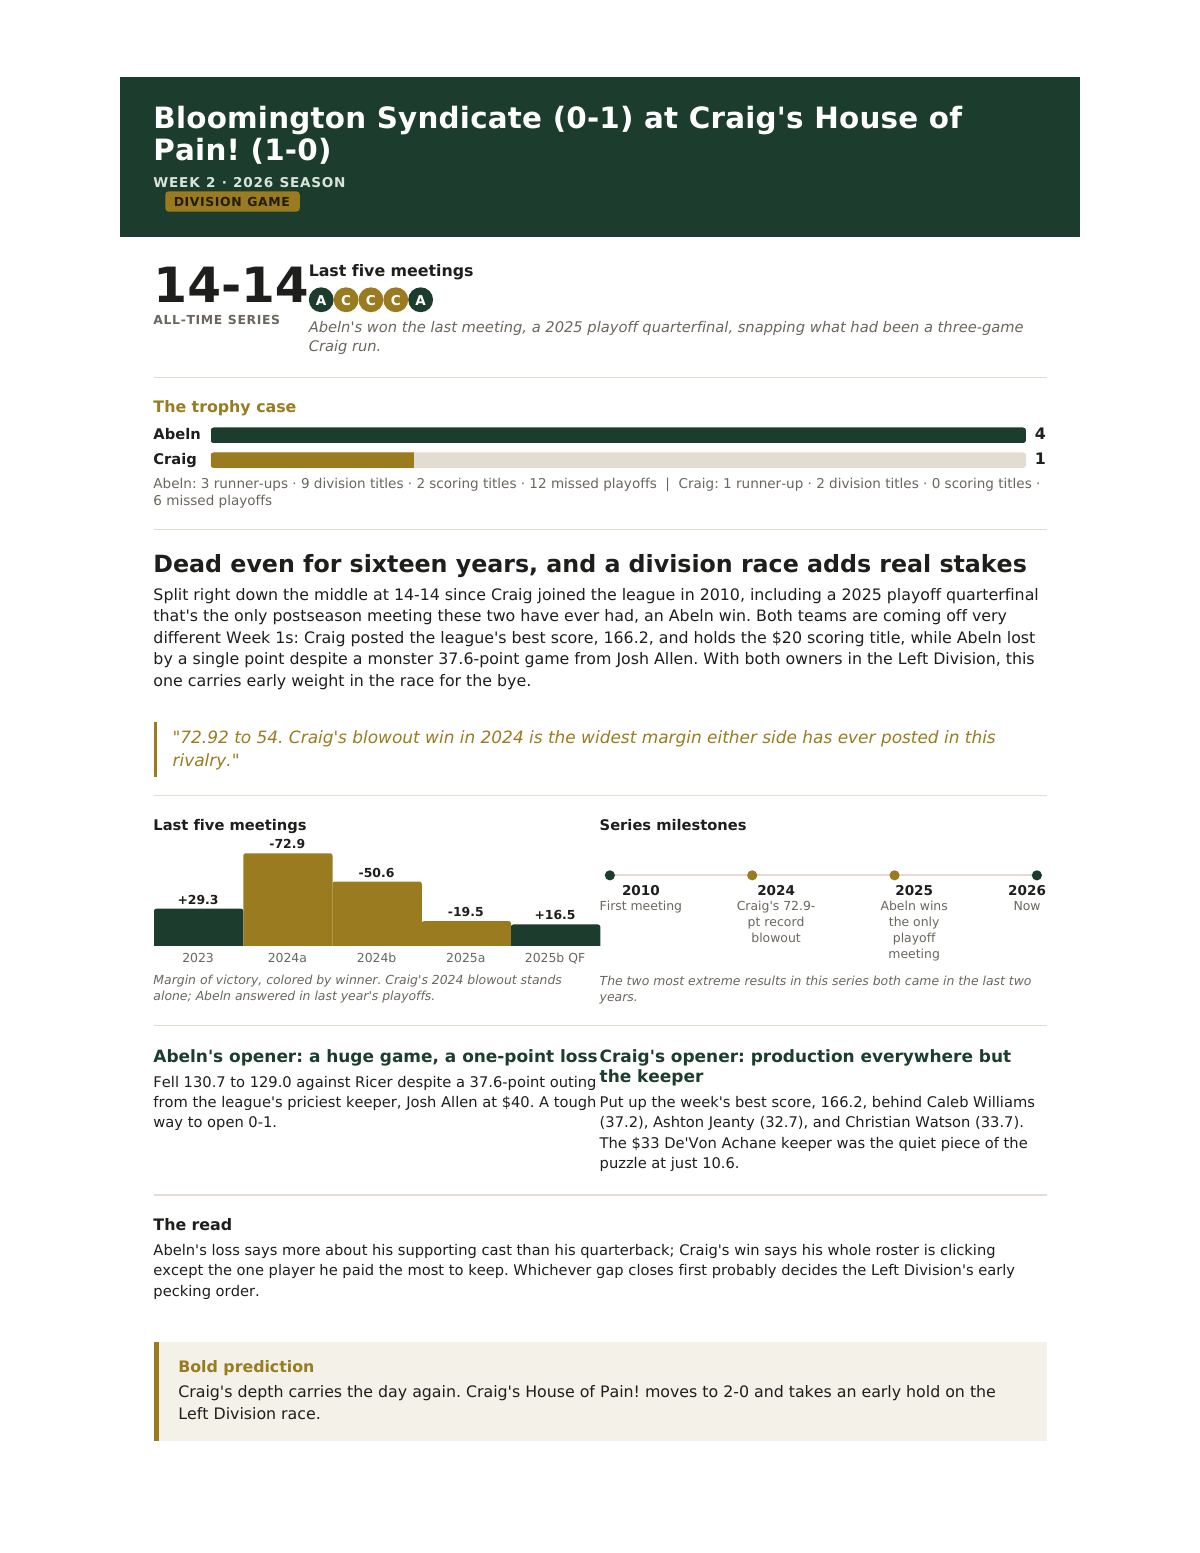 Bloomington Syndicate (0-1) at Craig's House of
Pain! (1-0)
WEEK 2 · 2026 SEASON
DIVISION GAME
14-14
ALL-TIME SERIES
Last five meetings
A C C C A
Abeln's won the last meeting, a 2025 playoff quarterfinal, snapping what had been a three-game
Craig run.
The trophy case
Abeln 4
Craig 1
Abeln: 3 runner-ups · 9 division titles · 2 scoring titles · 12 missed playoffs | Craig: 1 runner-up · 2 division titles · 0 scoring titles ·
6 missed playoffs
Dead even for sixteen years, and a division race adds real stakes
Split right down the middle at 14-14 since Craig joined the league in 2010, including a 2025 playoff quarterfinal
that's the only postseason meeting these two have ever had, an Abeln win. Both teams are coming off very
different Week 1s: Craig posted the league's best score, 166.2, and holds the $20 scoring title, while Abeln lost
by a single point despite a monster 37.6-point game from Josh Allen. With both owners in the Left Division, this
one carries early weight in the race for the bye.
"72.92 to 54. Craig's blowout win in 2024 is the widest margin either side has ever posted in this
rivalry."
Last five meetings
+29.3
-72.9
-50.6
-19.5
+16.5
2023
2024a
2024b
2025a
2025b QF
Margin of victory, colored by winner. Craig's 2024 blowout stands
alone; Abeln answered in last year's playoffs.
Series milestones
2010
First meeting
2024
Craig's 72.9-
pt record
blowout
2025
Abeln wins
the only
playoff
meeting
2026
Now
The two most extreme results in this series both came in the last two
years.
Abeln's opener: a huge game, a one-point loss
Fell 130.7 to 129.0 against Ricer despite a 37.6-point outing
from the league's priciest keeper, Josh Allen at $40. A tough
way to open 0-1.
Craig's opener: production everywhere but
the keeper
Put up the week's best score, 166.2, behind Caleb Williams
(37.2), Ashton Jeanty (32.7), and Christian Watson (33.7).
The $33 De'Von Achane keeper was the quiet piece of the
puzzle at just 10.6.
The read
Abeln's loss says more about his supporting cast than his quarterback; Craig's win says his whole roster is clicking
except the one player he paid the most to keep. Whichever gap closes first probably decides the Left Division's early
pecking order.
Bold prediction
Craig's depth carries the day again. Craig's House of Pain! moves to 2-0 and takes an early hold on the
Left Division race.